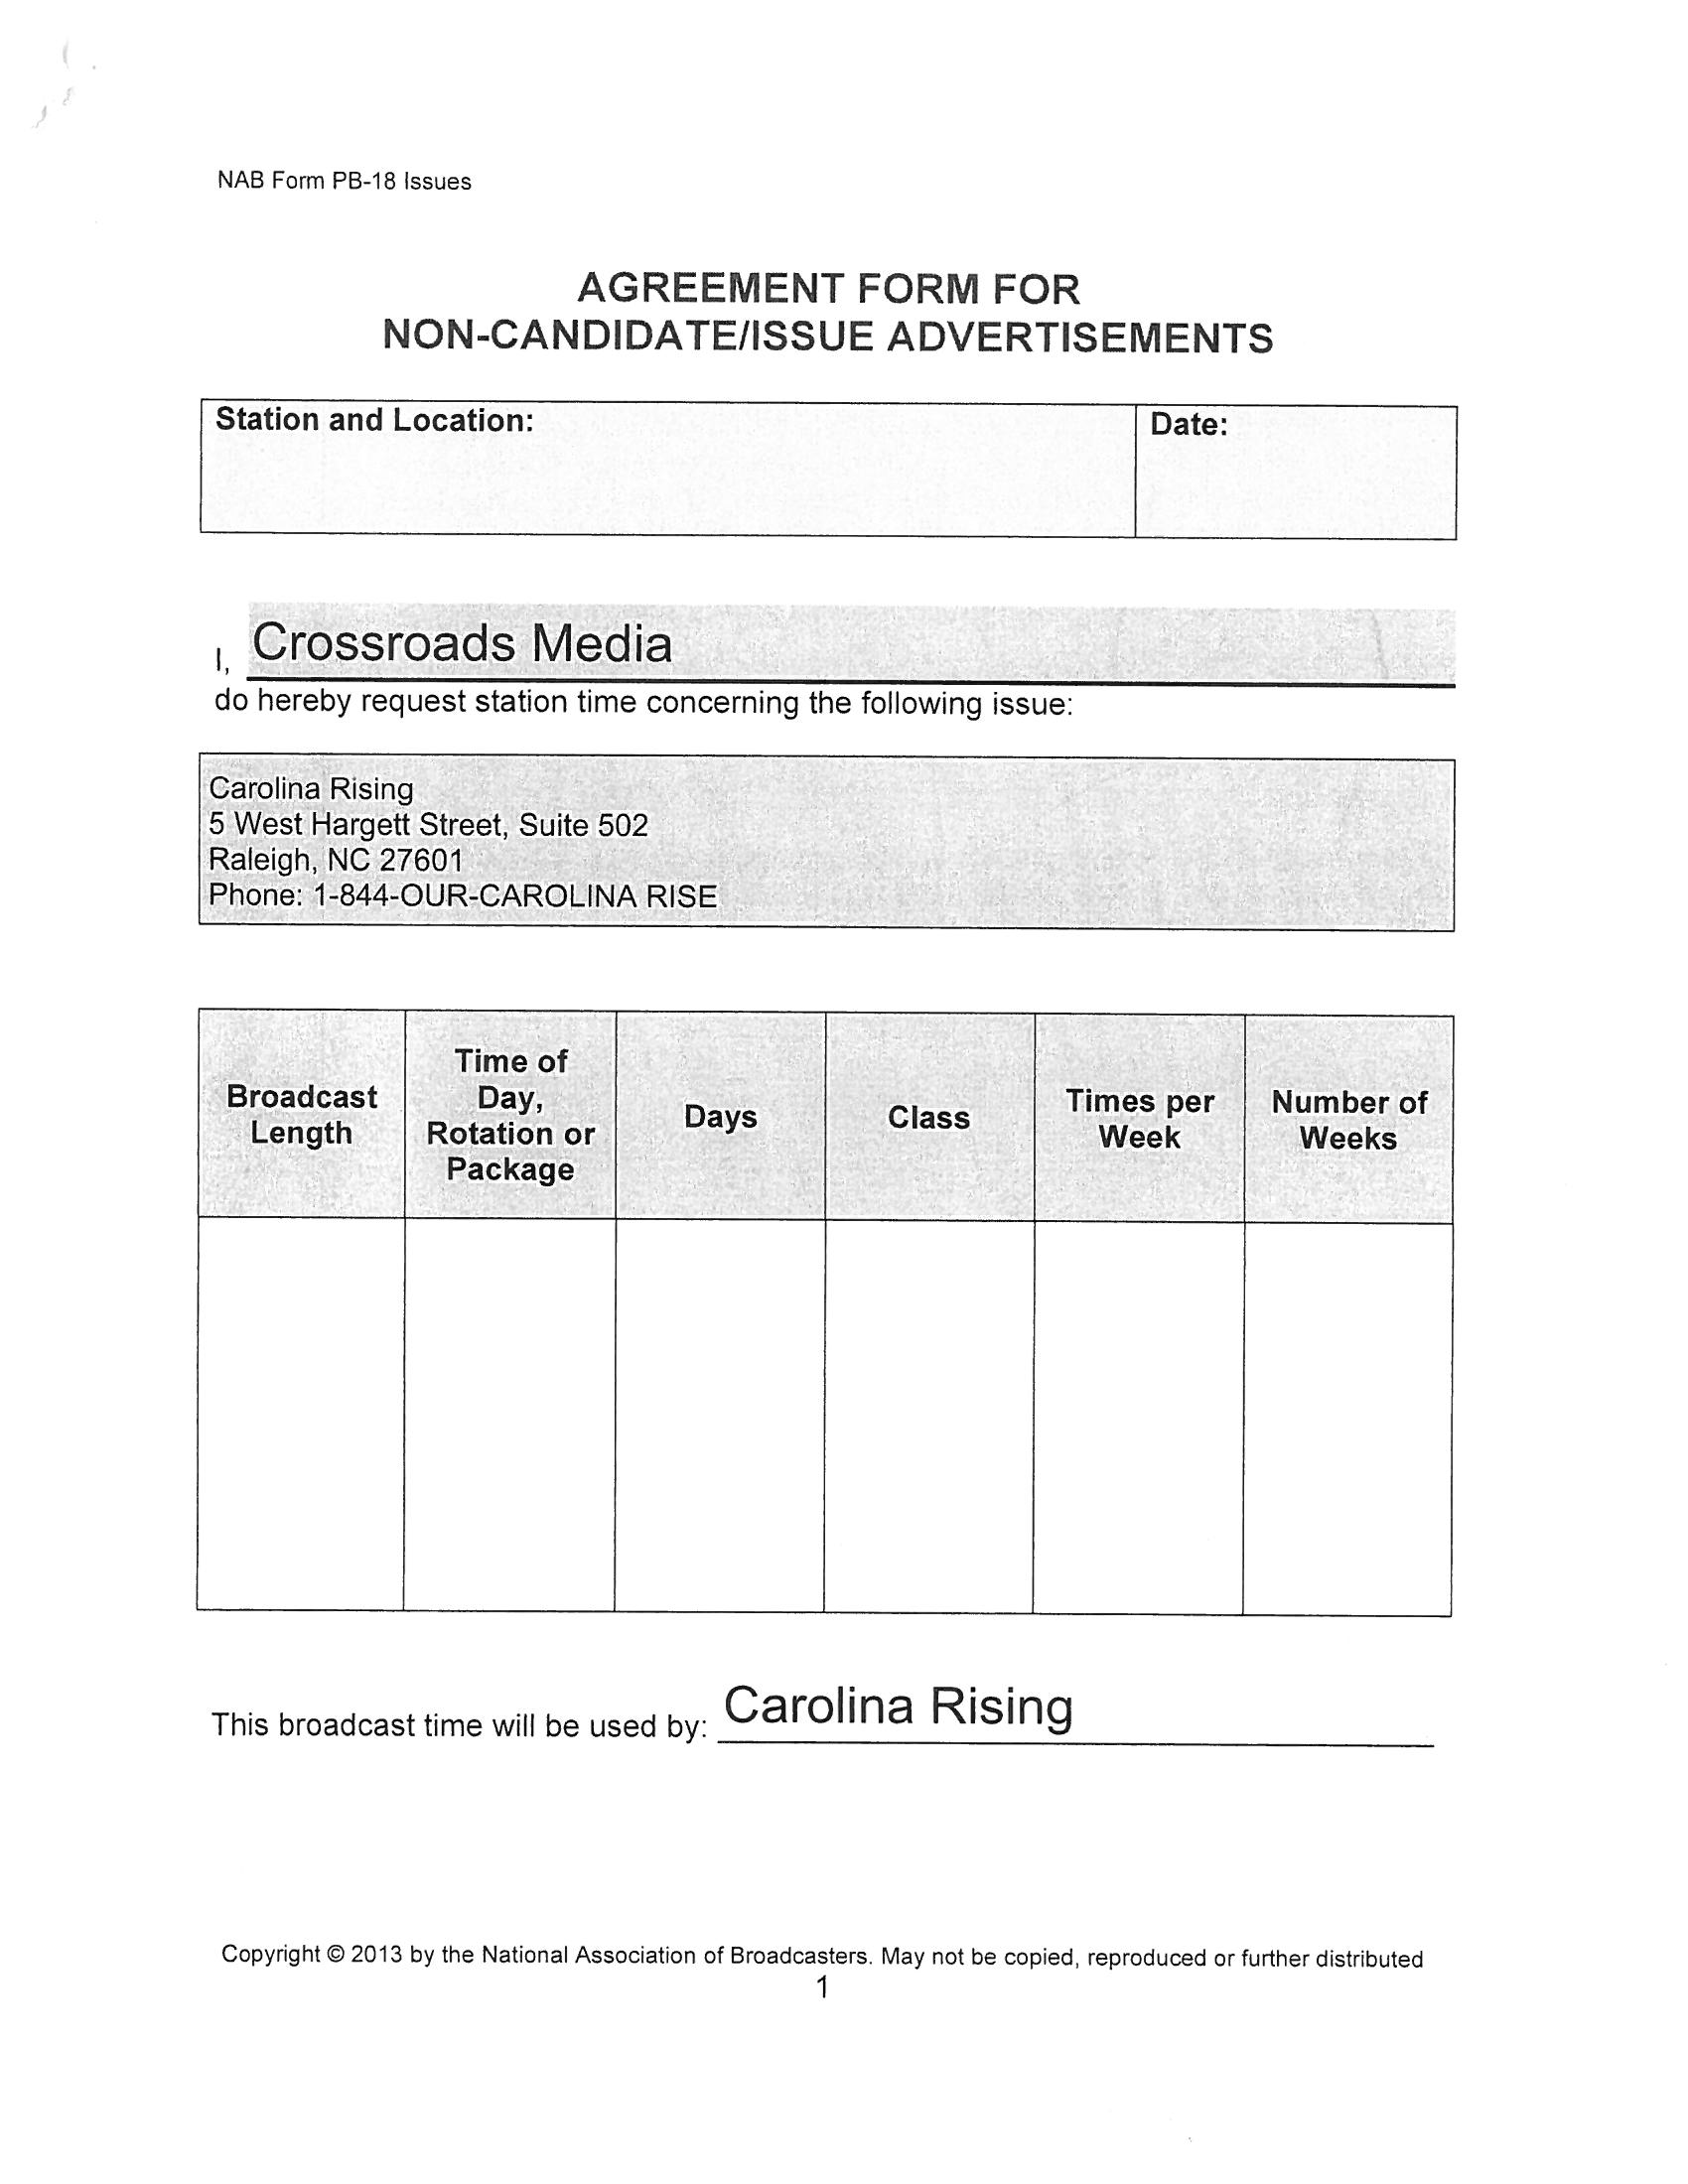 NAB Form PB-18 Issues
AGREEMENT FORM FOR
NON-CANDIDATE/ISSUE ADVERTISEMENTS
Station and Location:
Date:
I, Crossroads Media
do hereby request station time concerning the following issue:
Carolina Rising
5 West Hargett Street, Suite 502
Raleigh, NC 27601
Phone: 1-844-OUR-CAROLINA RISE
Broadcast
Length
Time of
Day,
Rotation or
Package
Days
Class
Times per
Week
Number of
Weeks
This broadcast time will be used by: Carolina Rising
Copyright © 2013 by the National Association of Broadcasters. May not be copied, reproduced or further distributed
1